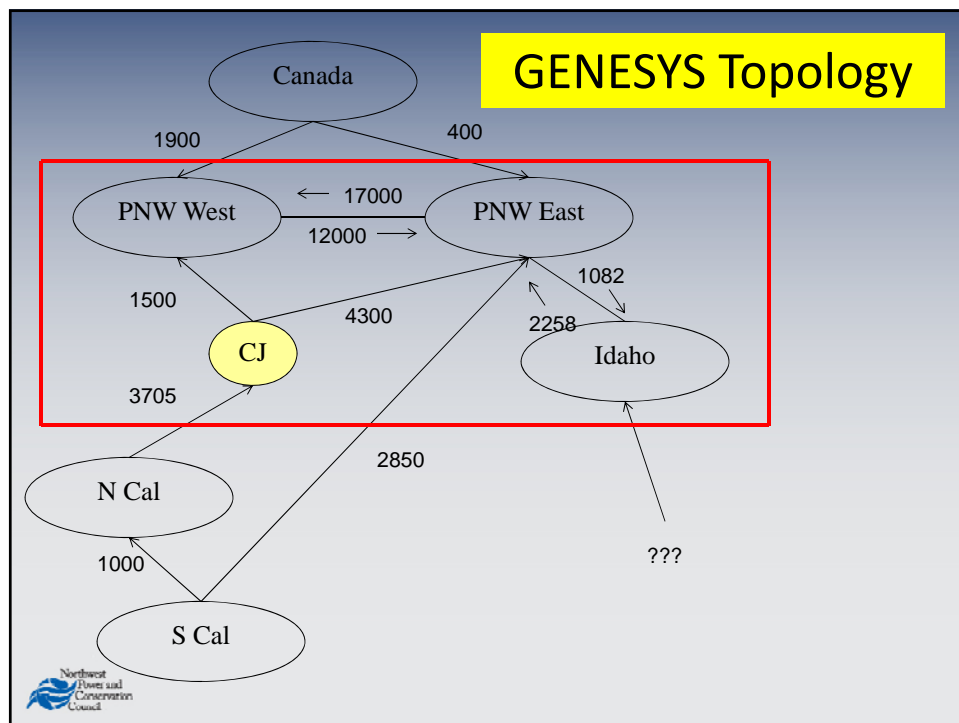 GENESYS Topology
Canada
1900
400
PNW West
17000
PNW East
12000
1082
1500
4300
2258
CJ
Idaho
3705
2850
N Cal
1000
???
S Cal
Northwest
Power and
Conservation
Council